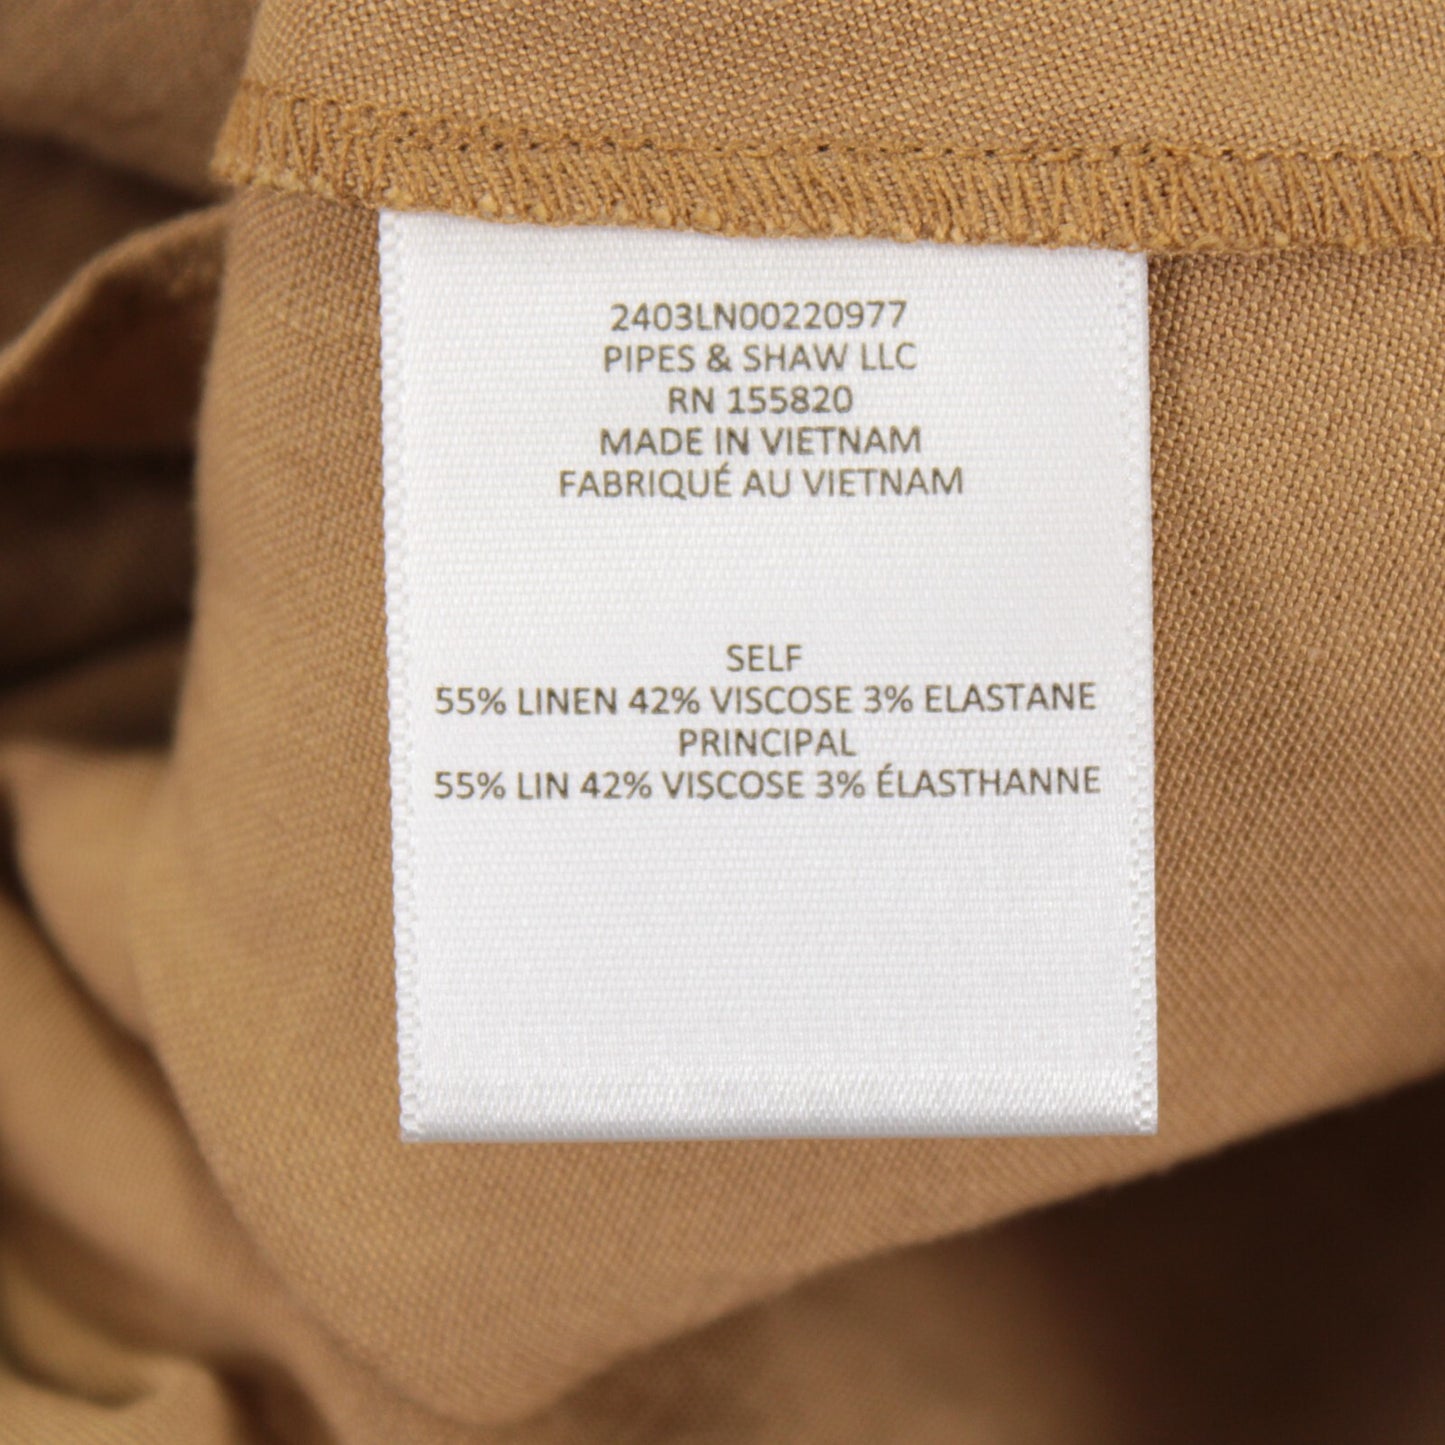 2403LN00220977
PIPES & SHAW LLC
RN 155820
MADE IN VIETNAM
FABRIQUÉ AU VIETNAM
SELF
55% LINEN 42% VISCOSE 3% ELASTANE
PRINCIPAL
55% LIN 42% VISCOSE 3% ÉLASTHANNE